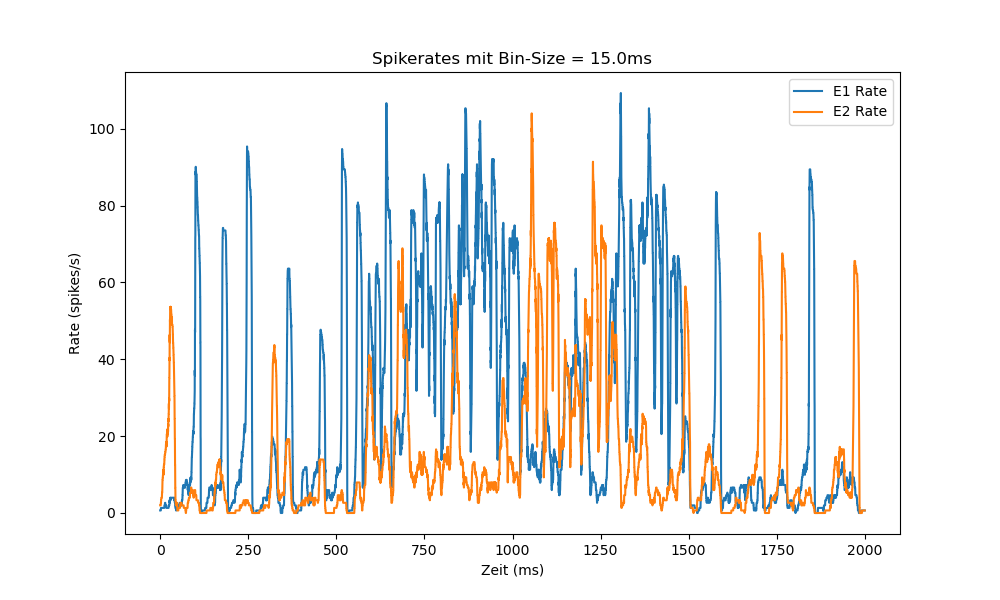 Spikerates mit Bin-Size = 15.0ms
E1 Rate
E2 Rate
Rate (spikes/s)
100
80
60
40
20
0
0 250 500 750 1000 1250 1500 1750 2000
Zeit (ms)